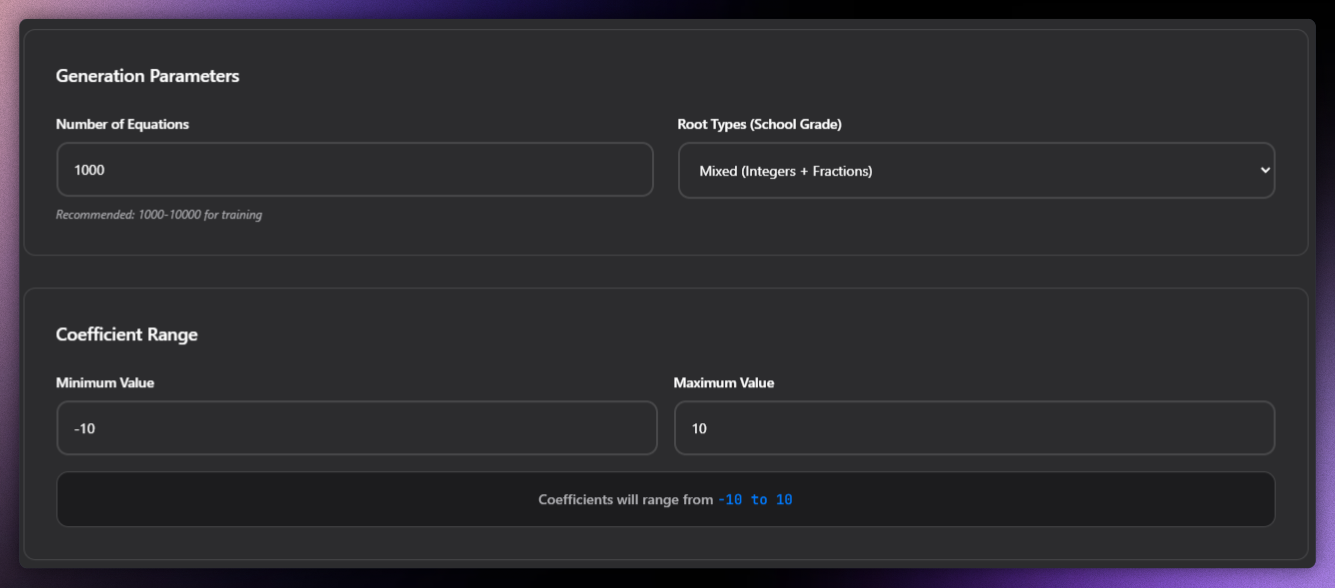 Generation Parameters
Number of Equations
Root Types (School Grade)
1000
Mixed (Integers + Fractions)
Recommended: 1000-10000 for training
Coefficient Range
Minimum Value
Maximum Value
-10
10
Coefficients will range from -10 to 10